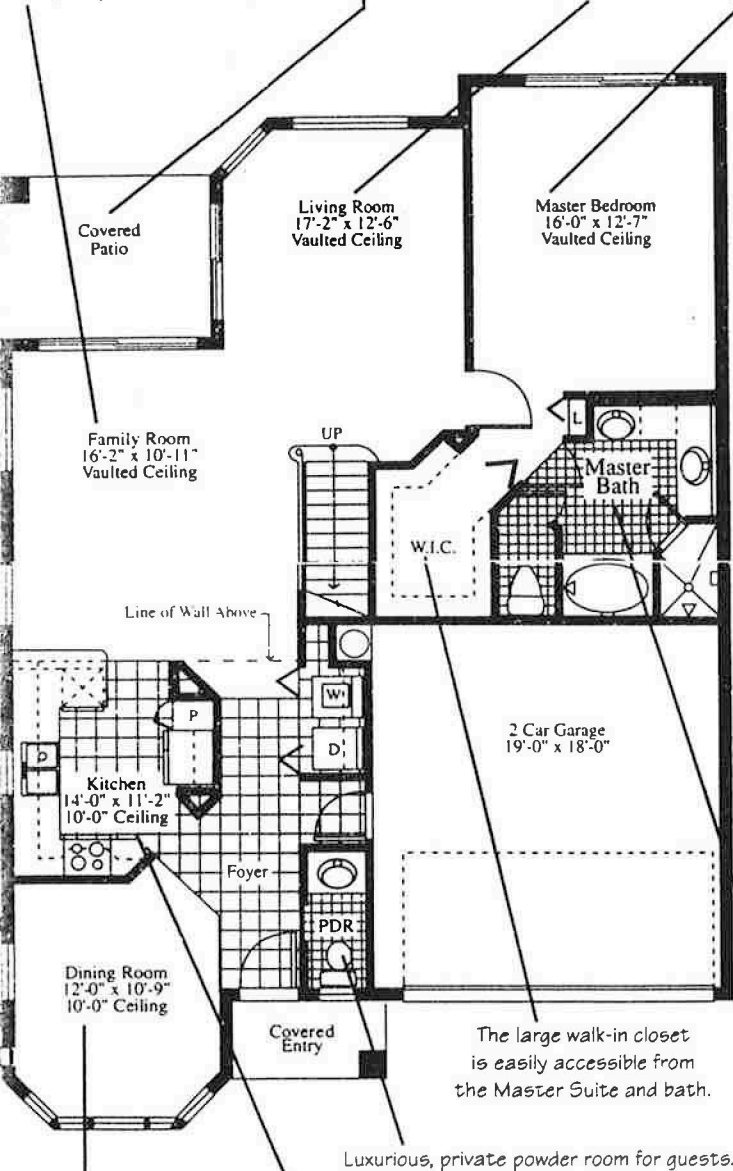 Living Room
17'-2" x 12'-6"
Vaulted Ceiling
Master Bedroom
16'-0" x 12'-7"
Vaulted Ceiling
Covered
Patio
Family Room
16'-2" x 10'-11"
Vaulted Ceiling
UP
L
Master
Bath
W.I.C.
Line of Wall Above
W
P
D
2 Car Garage
19'-0" x 18'-0"
Kitchen
14'-0" x 11'-2"
10'-0" Ceiling
Foyer
PDR
Dining Room
12'-0" x 10'-9"
10'-0" Ceiling
Covered
Entry
The large walk-in closet
is easily accessible from
the Master Suite and bath.
Luxurious, private powder room for guests.